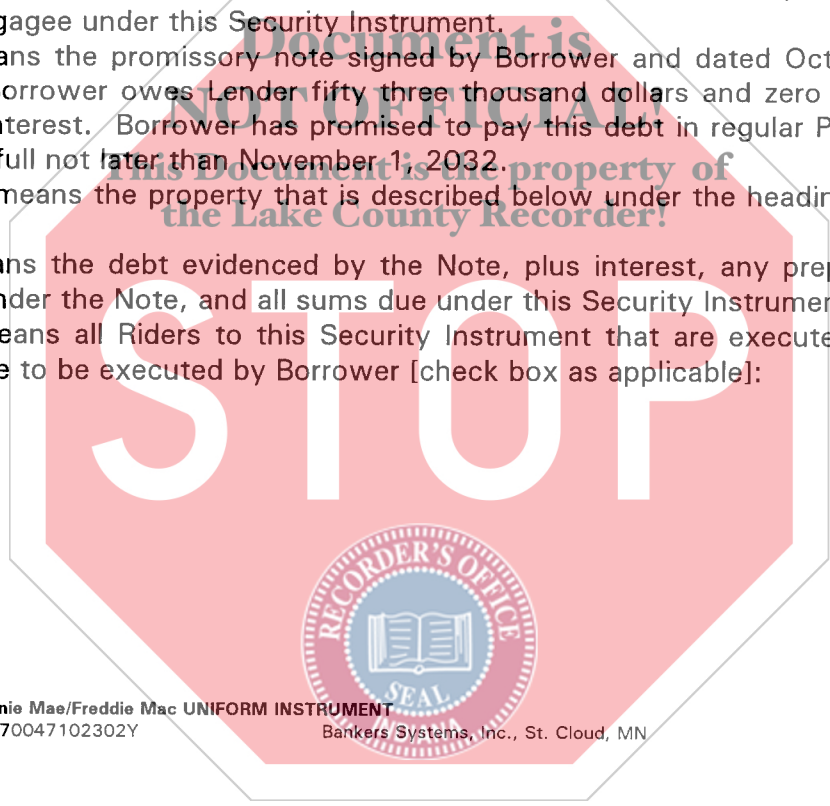 gagee under this Security Instrument.
Document is
ans the promissory note signed by Borrower and dated Oct
orrower owes Lender fifty three thousand dollars and zero
NOT OFFICIAL!
terest. Borrower has promised to pay this debt in regular P
full not later than November 1, 2032.
This Document is the property of
means the property that is described below under the headin
the Lake County Recorder!
ans the debt evidenced by the Note, plus interest, any pre
nder the Note, and all sums due under this Security Instrumen
eans all Riders to this Security Instrument that are execute
e to be executed by Borrower [check box as applicable]:
STOP
RECORDER'S OFFICE
SEAL
INDIANA
nie Mae/Freddie Mac UNIFORM INSTRUMENT
70047102302Y Bankers Systems, Inc., St. Cloud, MN